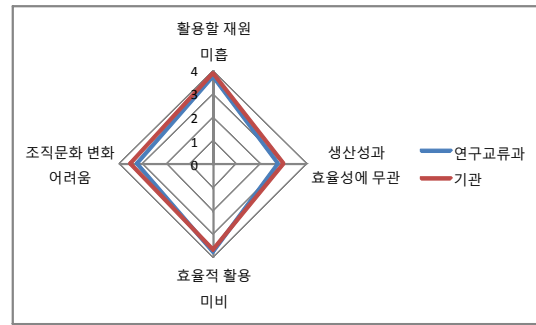 활용할 재원
미흡
4
3
2
1
0
조직문화 변화
어려움
생산성과
효율성에 무관
연구교류과
기관
효율적 활용
미비